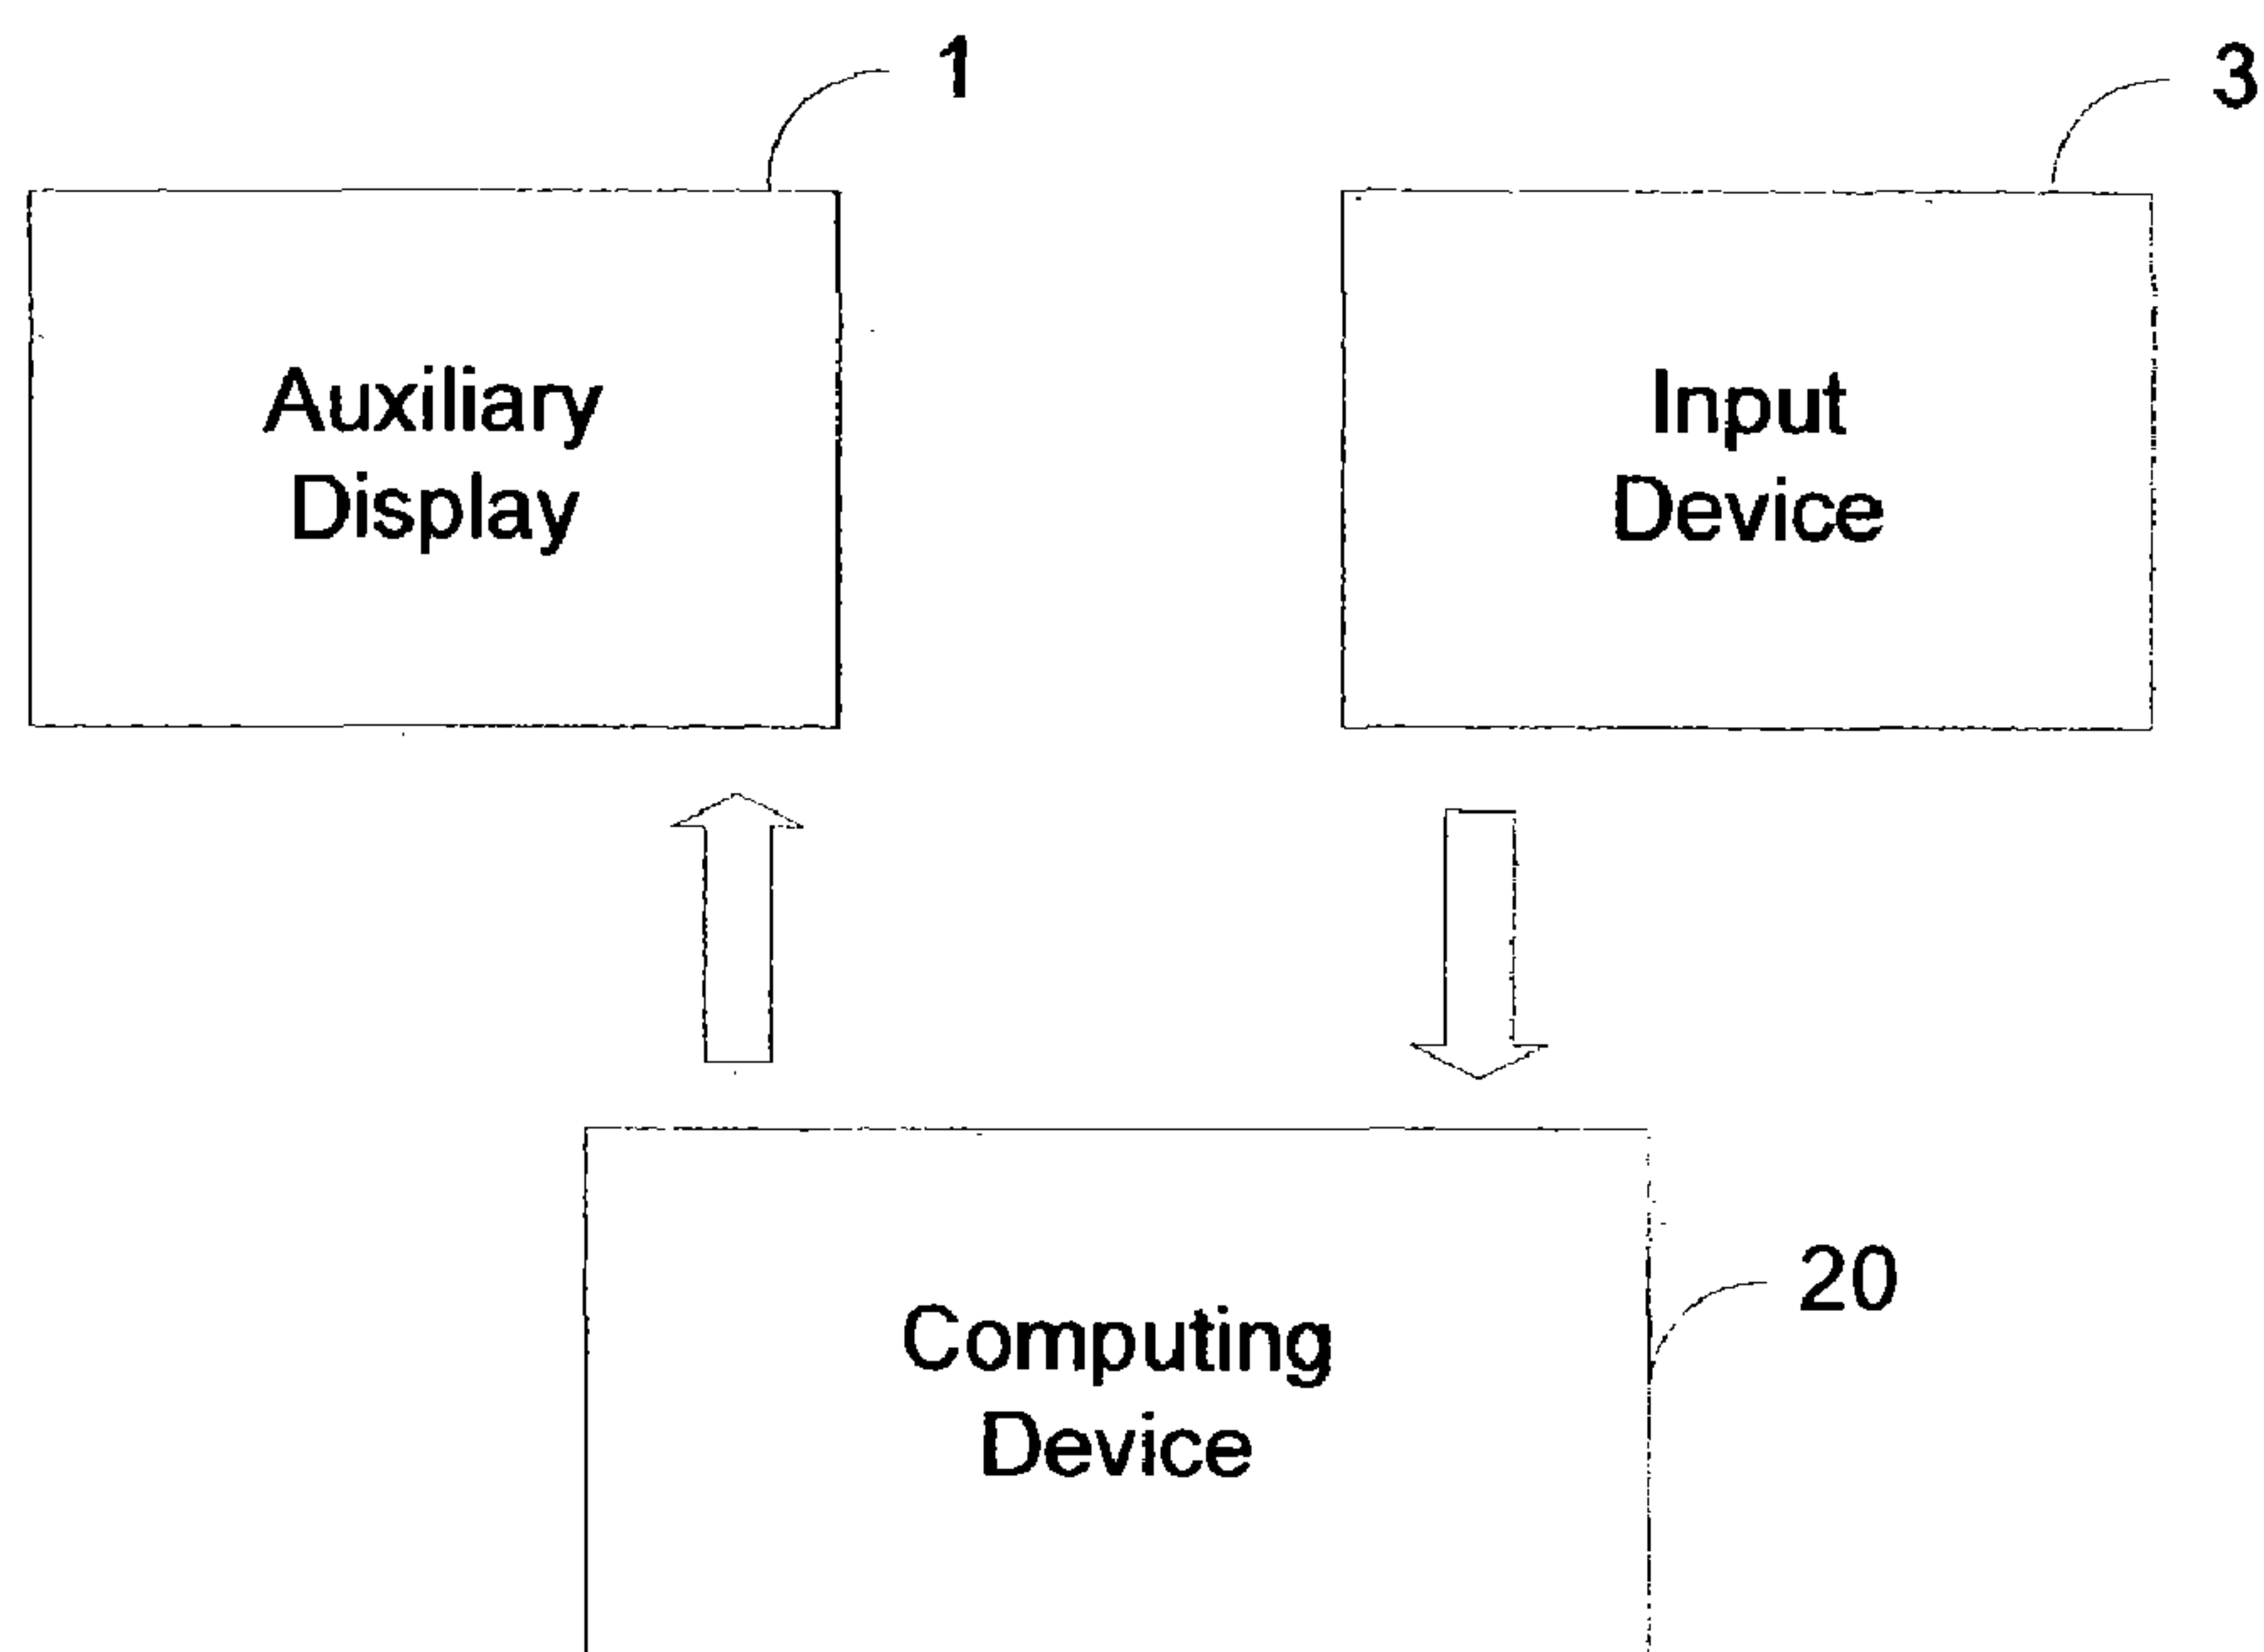 1
3
Auxiliary
Display
Input
Device
20
Computing
Device